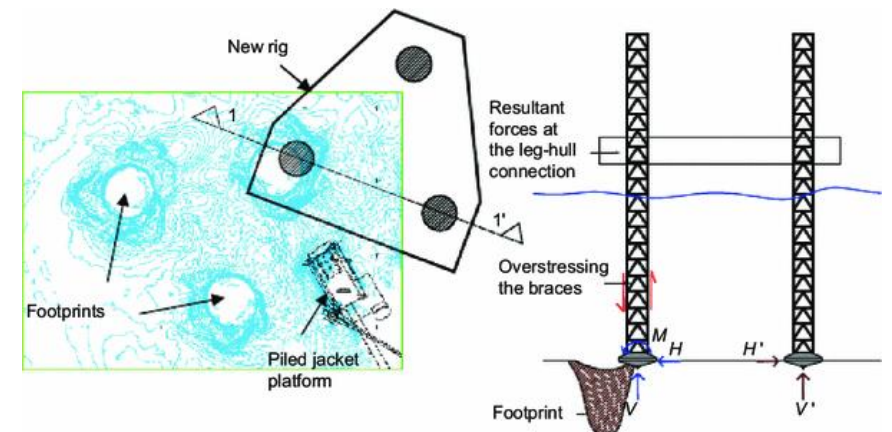 New rig
1
1'
Footprints
Piled jacket
platform
Resultant
forces at
the leg-hull
connection
Overstressing
the braces
M
H
H'
V
V'
Footprint